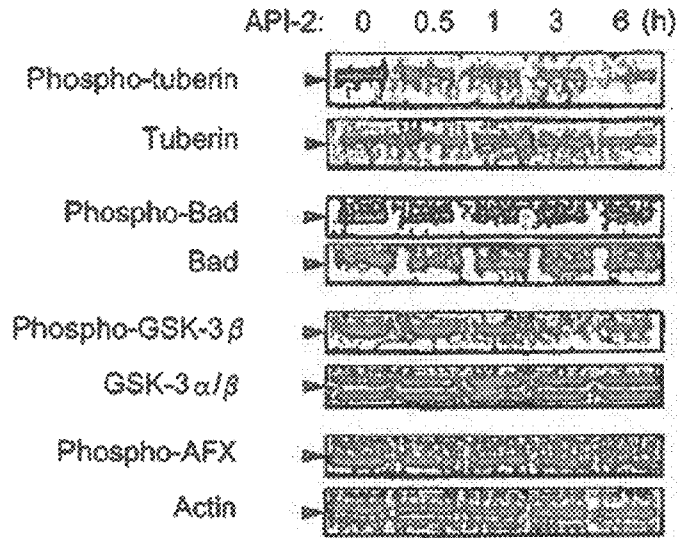 API-2: 0 0.5 1 3 6 (h)
Phospho-tuberin
Tuberin
Phospho-Bad
Bad
Phospho-GSK-3β
GSK-3α/β
Phospho-AFX
Actin